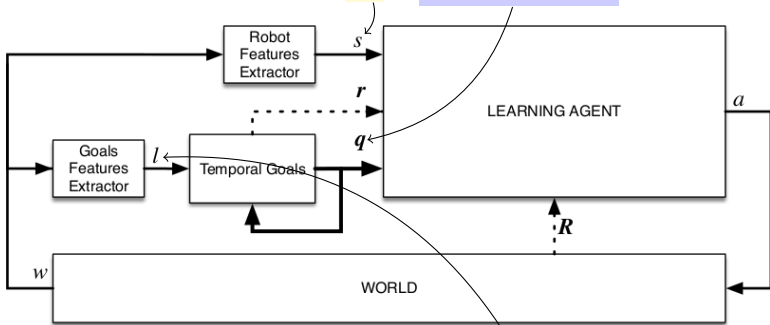 Robot
Features
Extractor
s
r
LEARNING AGENT
a
q
Goals
Features
Extractor
l
Temporal Goals
R
w
WORLD